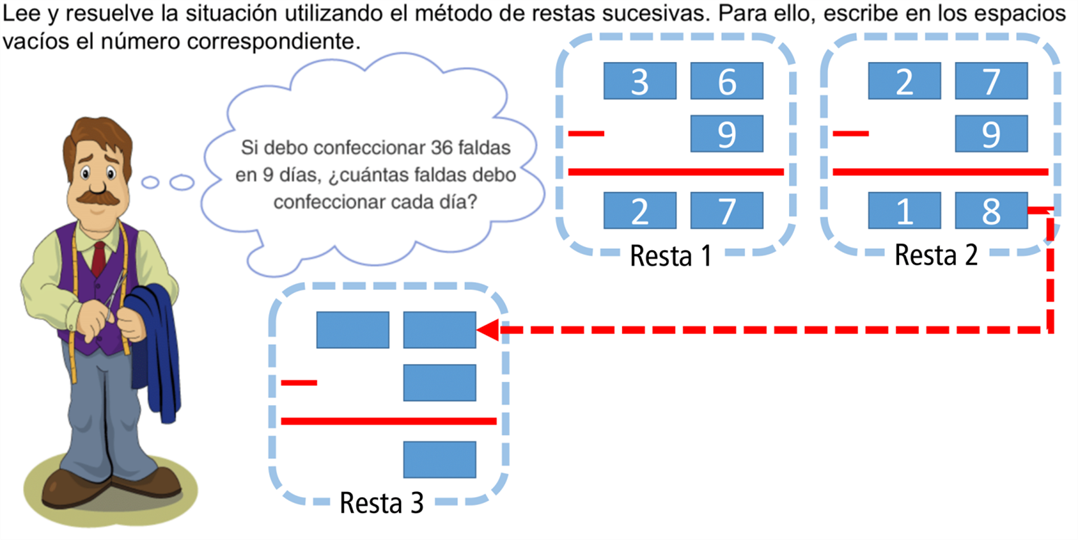 Lee y resuelve la situación utilizando el método de restas sucesivas. Para ello, escribe en los espacios
vacíos el número correspondiente.
Si debo confeccionar 36 faldas
en 9 días, ¿cuántas faldas debo
confeccionar cada día?
3 6
− 9
2 7
Resta 1
2 7
− 9
1 8
Resta 2
−
Resta 3